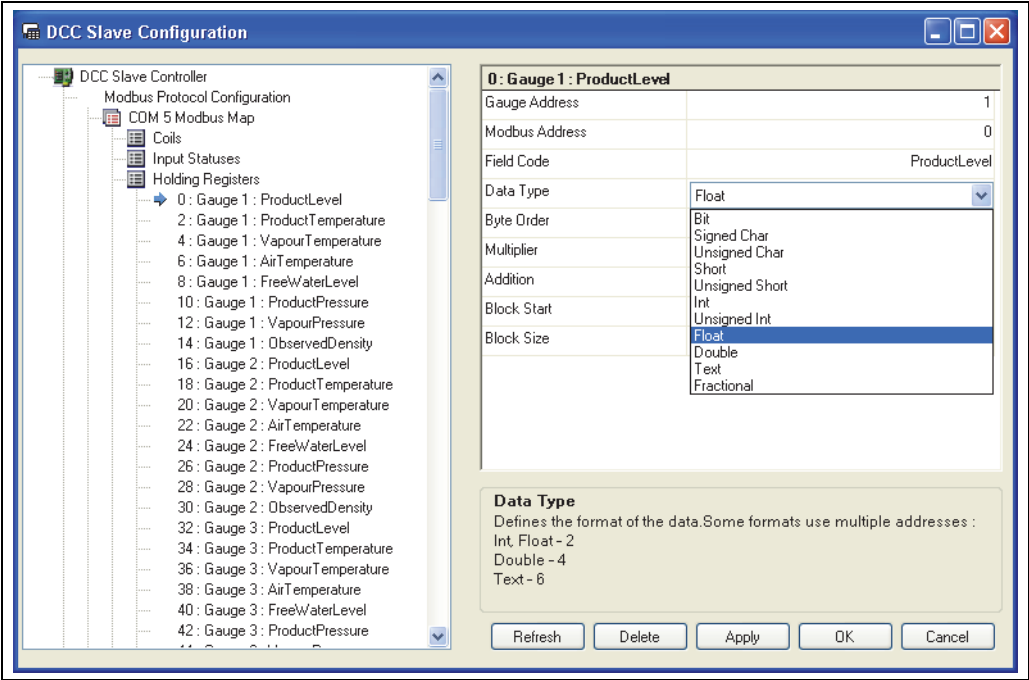 DCC Slave Configuration
DCC Slave Controller
Modbus Protocol Configuration
COM 5 Modbus Map
Coils
Input Statuses
Holding Registers
0 : Gauge 1 : ProductLevel
2 : Gauge 1 : ProductTemperature
4 : Gauge 1 : VapourTemperature
6 : Gauge 1 : AirTemperature
8 : Gauge 1 : FreeWaterLevel
10 : Gauge 1 : ProductPressure
12 : Gauge 1 : VapourPressure
14 : Gauge 1 : ObservedDensity
16 : Gauge 2 : ProductLevel
18 : Gauge 2 : ProductTemperature
20 : Gauge 2 : VapourTemperature
22 : Gauge 2 : AirTemperature
24 : Gauge 2 : FreeWaterLevel
26 : Gauge 2 : ProductPressure
28 : Gauge 2 : VapourPressure
30 : Gauge 2 : ObservedDensity
32 : Gauge 3 : ProductLevel
34 : Gauge 3 : ProductTemperature
36 : Gauge 3 : VapourTemperature
38 : Gauge 3 : AirTemperature
40 : Gauge 3 : FreeWaterLevel
42 : Gauge 3 : ProductPressure
0 : Gauge 1 : ProductLevel
Gauge Address 1
Modbus Address 0
Field Code ProductLevel
Data Type Float
Byte Order
Multiplier
Addition
Block Start
Block Size
Bit
Signed Char
Unsigned Char
Short
Unsigned Short
Int
Unsigned Int
Float
Double
Text
Fractional
Data Type
Defines the format of the data.Some formats use multiple addresses :
Int, Float - 2
Double - 4
Text - 6
Refresh Delete Apply OK Cancel